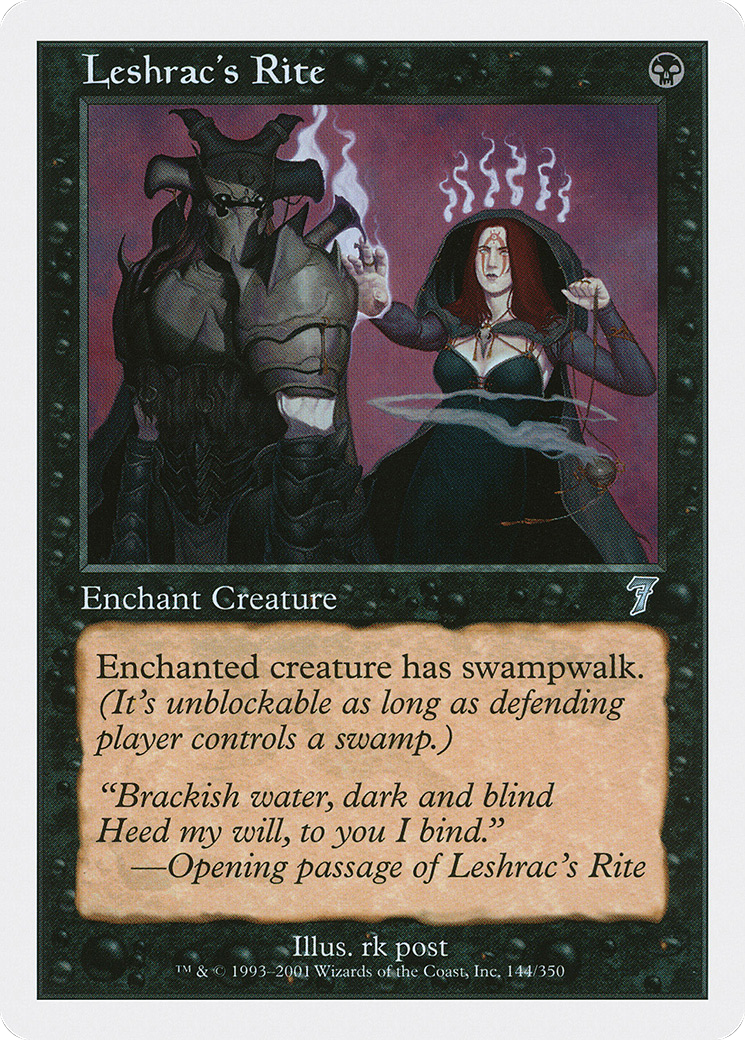 Leshrac's Rite
Enchant Creature
7
Enchanted creature has swampwalk.
(It's unblockable as long as defending
player controls a swamp.)
“Brackish water, dark and blind
Heed my will, to you I bind.”
—Opening passage of Leshrac's Rite
Illus. rk post
™ & © 1993–2001 Wizards of the Coast, Inc. 144/350